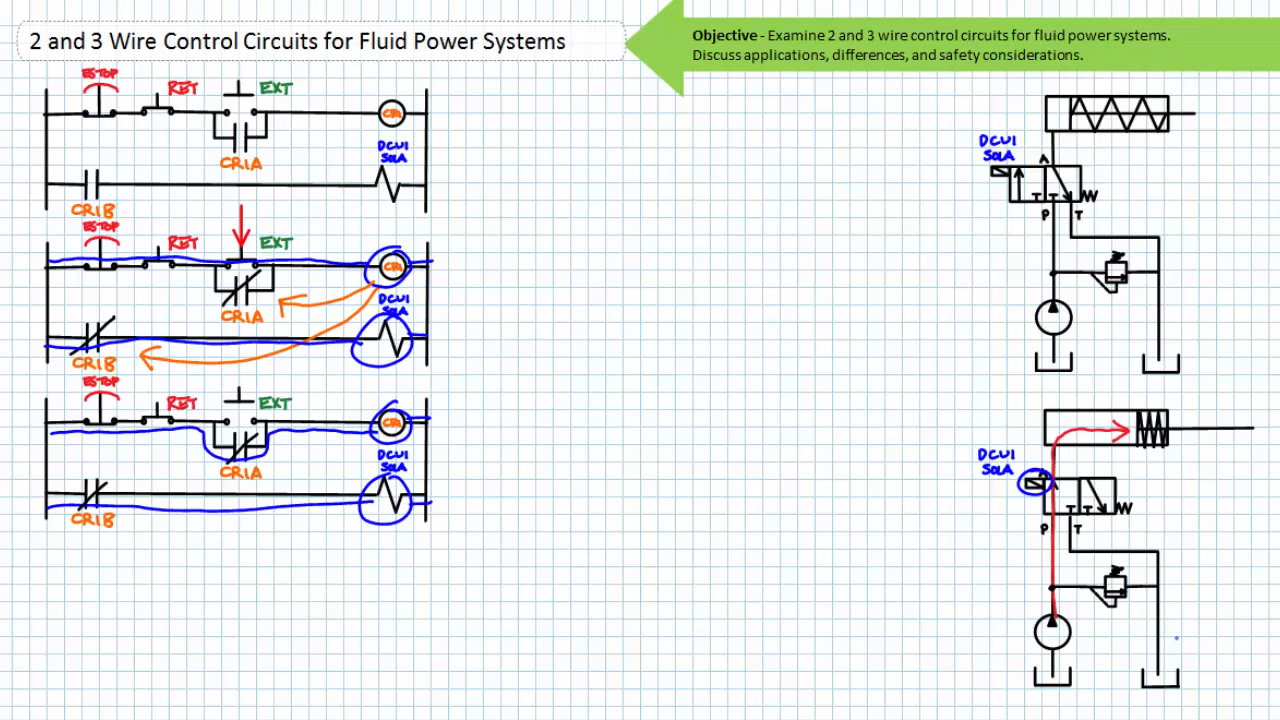 2 and 3 Wire Control Circuits for Fluid Power Systems
Objective - Examine 2 and 3 wire control circuits for fluid power systems.
Discuss applications, differences, and safety considerations.
ESTOP
RET
EXT
CR1
CR1A
DCV1
SOLA
CR1B
ESTOP
RET
EXT
CR1
CR1A
DCV1
SOLA
CR1B
ESTOP
RET
EXT
CR1
CR1A
DCV1
SOLA
CR1B
DCV1
SOLA
A
T T
P T
DCV1
SOLA
A
T T
P T